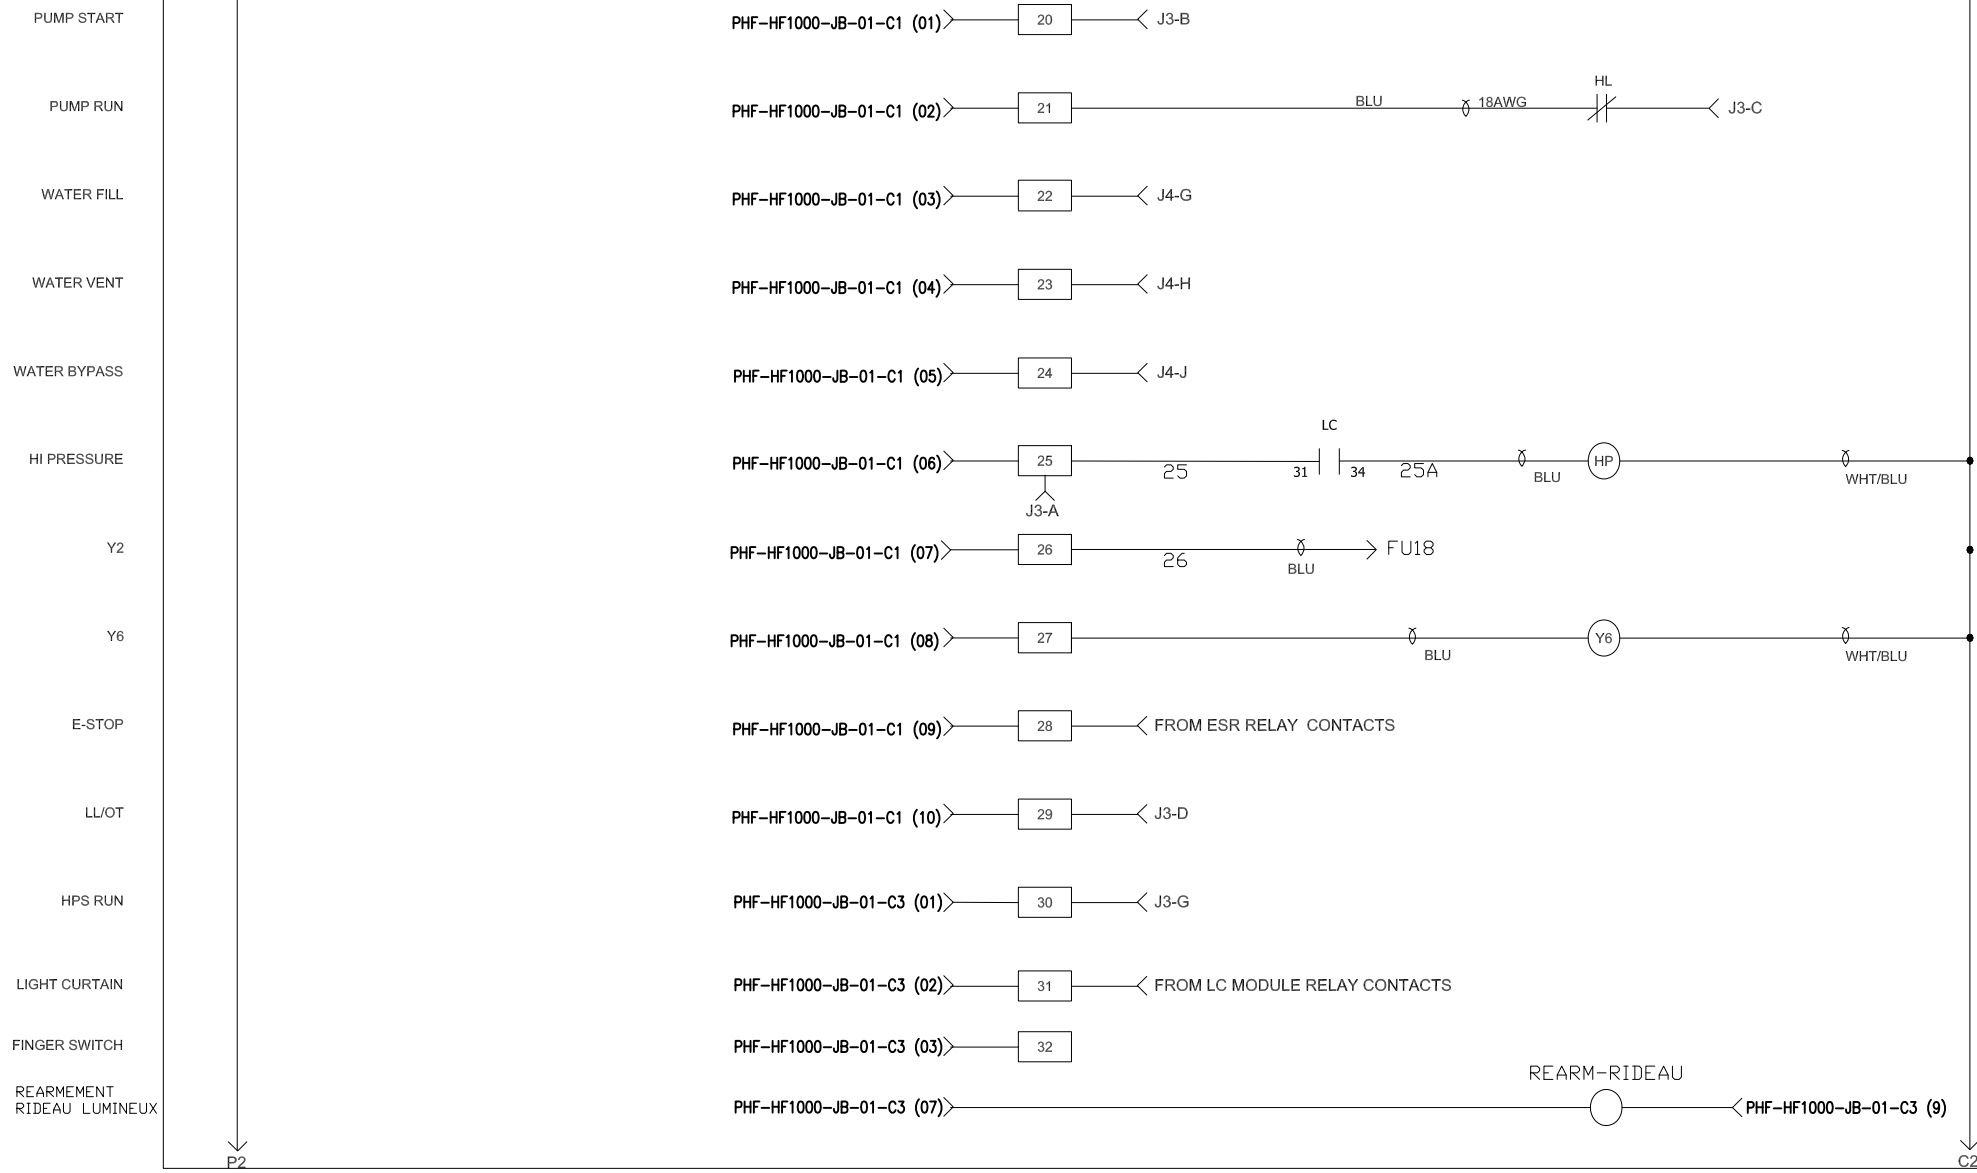 PUMP START PHF-HF1000-JB-01-C1 (01) 20 J3-B
HL
PUMP RUN PHF-HF1000-JB-01-C1 (02) 21 BLU 18AWG J3-C
WATER FILL PHF-HF1000-JB-01-C1 (03) 22 J4-G
WATER VENT PHF-HF1000-JB-01-C1 (04) 23 J4-H
WATER BYPASS PHF-HF1000-JB-01-C1 (05) 24 J4-J
LC
HI PRESSURE PHF-HF1000-JB-01-C1 (06) 25 HP
25 31 34 25A BLU WHT/BLU
J3-A
Y2 PHF-HF1000-JB-01-C1 (07) 26 FU18
26 BLU
Y6 PHF-HF1000-JB-01-C1 (08) 27 Y6
BLU WHT/BLU
E-STOP PHF-HF1000-JB-01-C1 (09) 28 FROM ESR RELAY CONTACTS
LL/OT PHF-HF1000-JB-01-C1 (10) 29 J3-D
HPS RUN PHF-HF1000-JB-01-C3 (01) 30 J3-G
LIGHT CURTAIN PHF-HF1000-JB-01-C3 (02) 31 FROM LC MODULE RELAY CONTACTS
FINGER SWITCH PHF-HF1000-JB-01-C3 (03) 32
REARM-RIDEAU
REARMEMENT
RIDEAU LUMINEUX PHF-HF1000-JB-01-C3 (07) PHF-HF1000-JB-01-C3 (9)
P2 C2